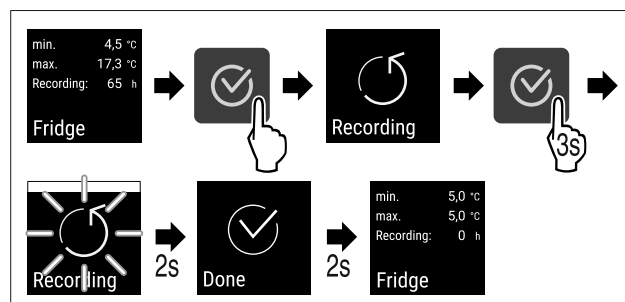 min. 4,5 °C
max. 17,3 °C
Recording: 65 h
Fridge
Recording
3s
Recording
2s
Done
2s
min. 5,0 °C
max. 5,0 °C
Recording: 0 h
Fridge